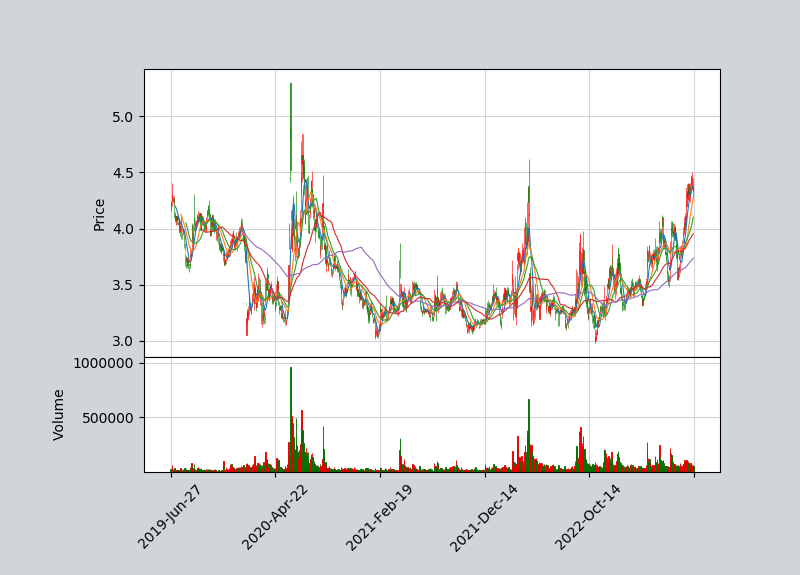 5.0
4.5
4.0
3.5
3.0
Price
1000000
500000
Volume
2019-Jun-27
2020-Apr-22
2021-Feb-19
2021-Dec-14
2022-Oct-14